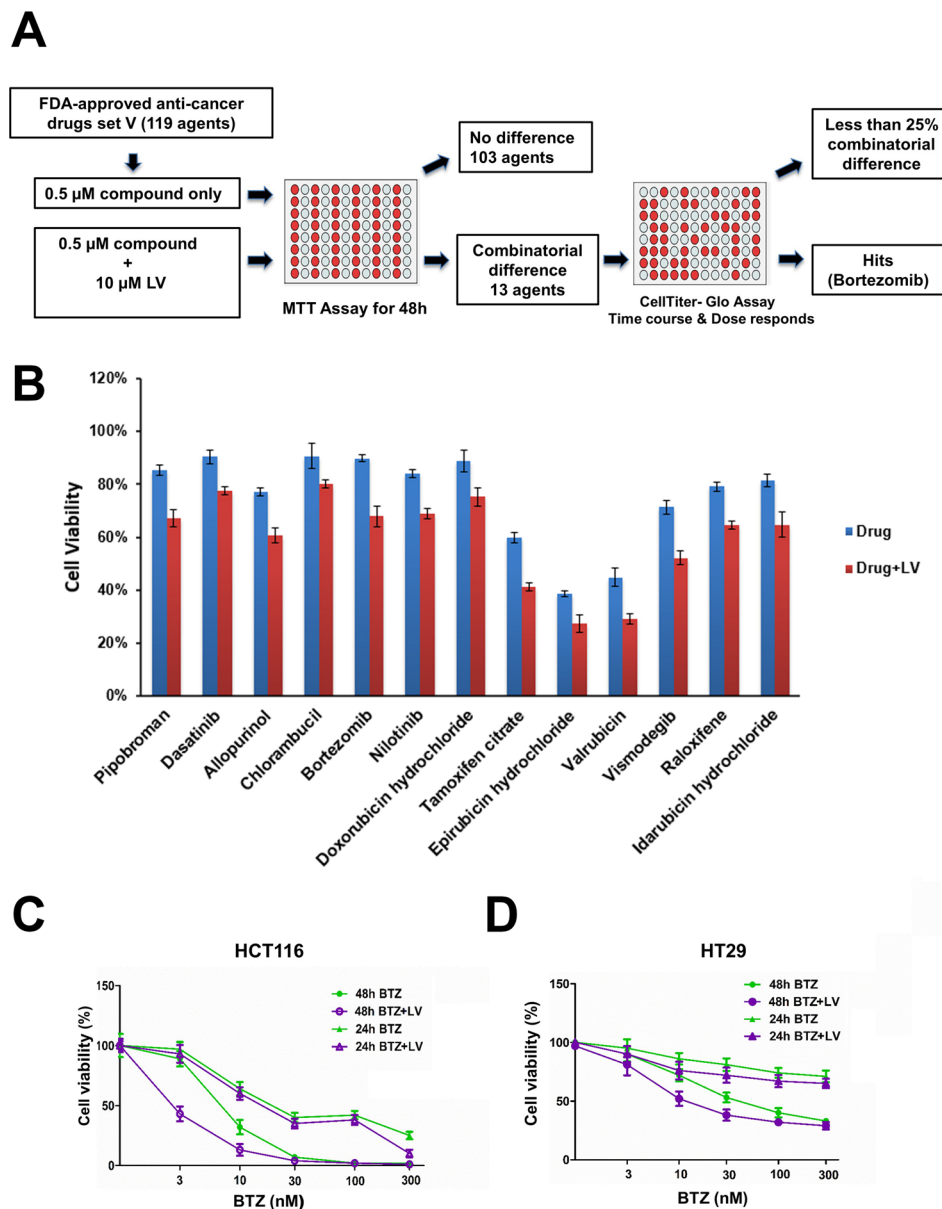 A
FDA-approved anti-cancer
drugs set V (119 agents)
0.5 µM compound only
0.5 µM compound
+
10 µM LV
MTT Assay for 48h
No difference
103 agents
Combinatorial
difference
13 agents
CellTiter- Glo Assay
Time course & Dose responds
Less than 25%
combinatorial
difference
Hits
(Bortezomib)
B
120%
100%
80%
60%
40%
20%
0%
Cell Viability
Drug
Drug+LV
Pipobroman
Dasatinib
Allopurinol
Chlorambucil
Bortezomib
Nilotinib
Doxorubicin hydrochloride
Tamoxifen citrate
Epirubicin hydrochloride
Valrubicin
Vismodegib
Raloxifene
Idarubicin hydrochloride
C
HCT116
150
100
50
0
Cell viability (%)
48h BTZ
48h BTZ+LV
24h BTZ
24h BTZ+LV
3
10
30
100
300
BTZ (nM)
D
HT29
150
100
50
0
Cell viability (%)
48h BTZ
48h BTZ+LV
24h BTZ
24h BTZ+LV
3
10
30
100
300
BTZ (nM)